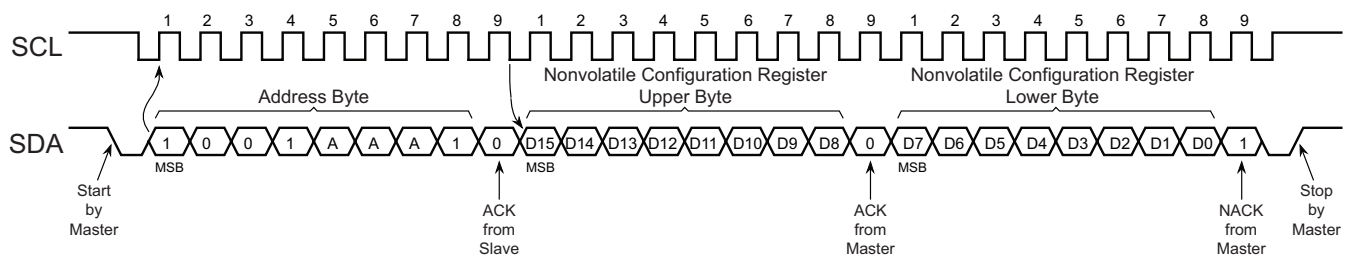 1 2 3 4 5 6 7 8 9 1 2 3 4 5 6 7 8 9 1 2 3 4 5 6 7 8 9
SCL
Nonvolatile Configuration Register Nonvolatile Configuration Register
Address Byte Upper Byte Lower Byte
SDA 1 0 0 1 A A A 1 0 D15 D14 D13 D12 D11 D10 D9 D8 0 D7 D6 D5 D4 D3 D2 D1 D0 1
MSB MSB MSB
Start
by
Master
ACK
from
Slave
ACK
from
Master
NACK
from
Master
Stop
by
Master